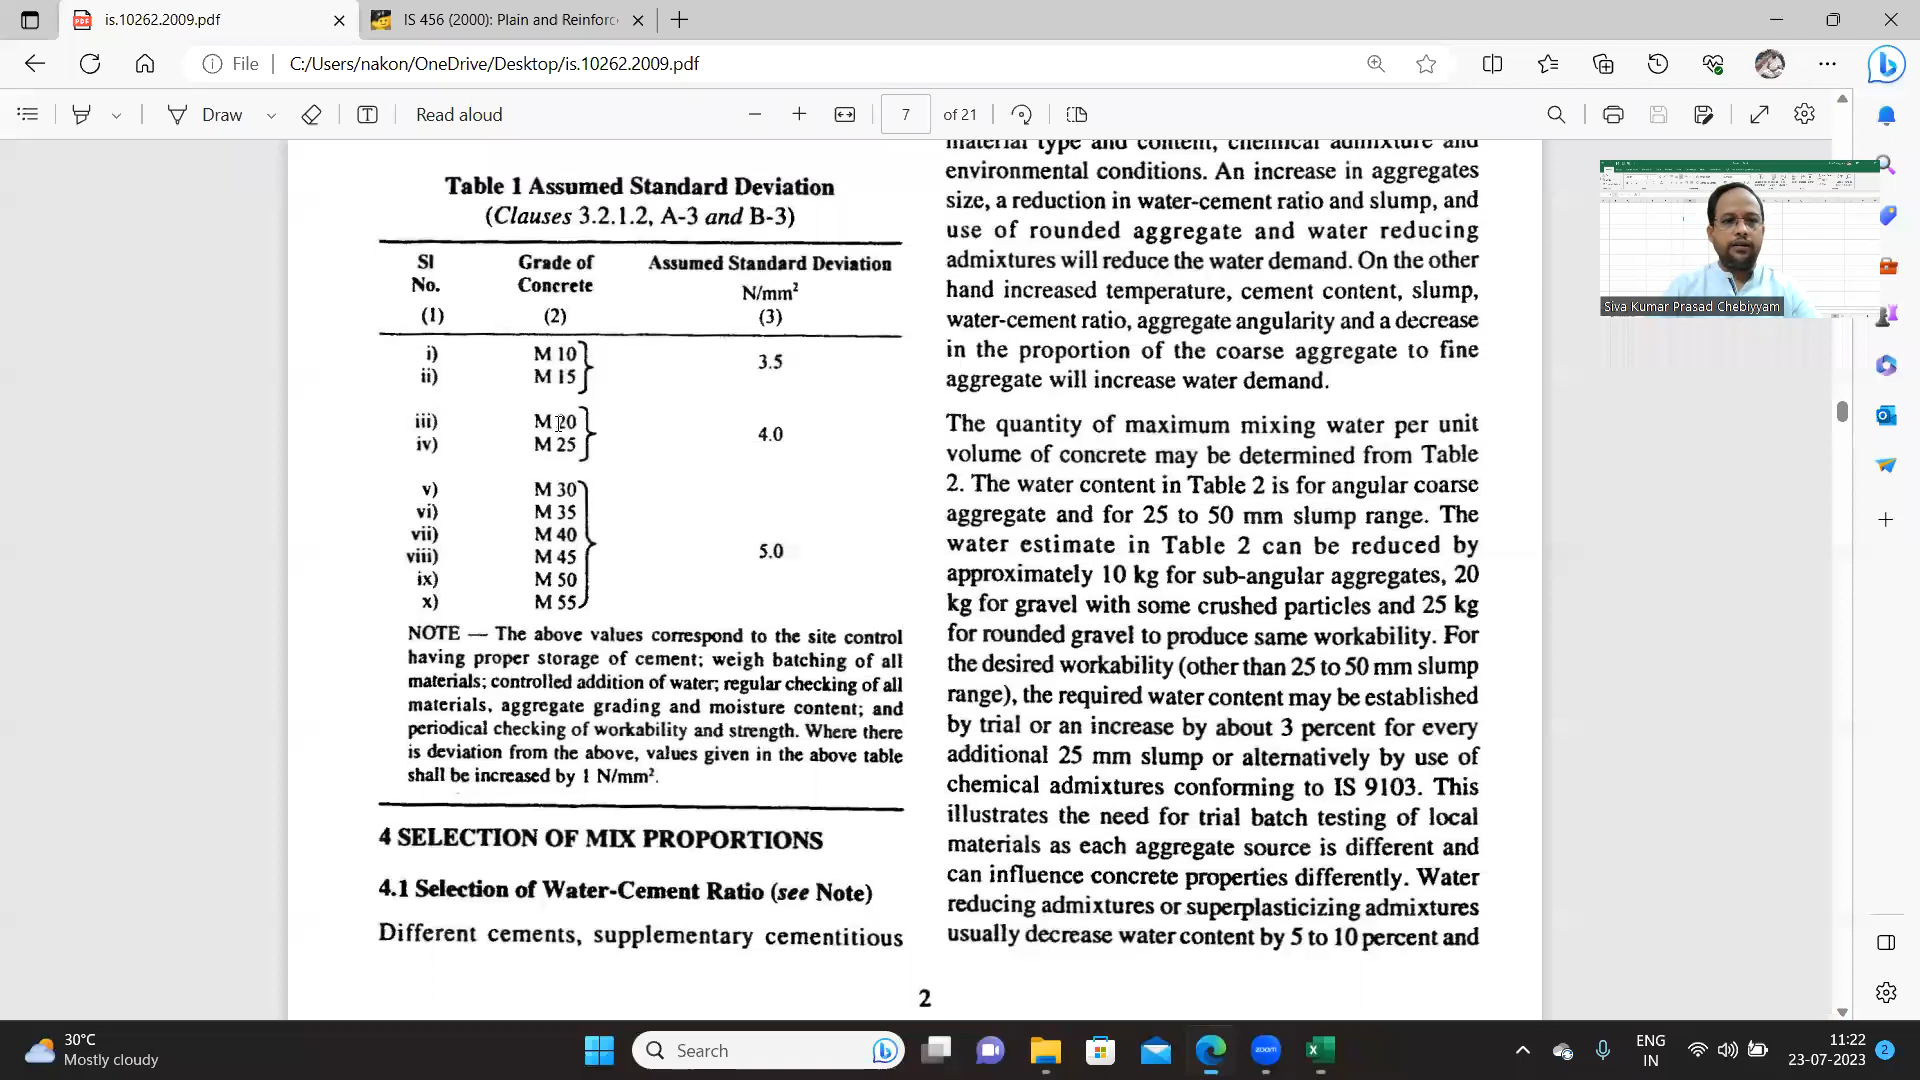 is.10262.2009.pdf
IS 456 (2000): Plain and Reinforc
File
C:/Users/nakon/OneDrive/Desktop/is.10262.2009.pdf
Draw
Read aloud
7
of 21
Table 1 Assumed Standard Deviation
(Clauses 3.2.1.2, A-3 and B-3)
Sl No.
Grade of Concrete
Assumed Standard Deviation N/mm²
(1) (2) (3)
i) M 10
3.5
ii) M 15
iii) M 20
4.0
iv) M 25
v) M 30
vi) M 35
vii) M 40
5.0
viii) M 45
ix) M 50
x) M 55
NOTE — The above values correspond to the site control
having proper storage of cement; weigh batching of all
materials; controlled addition of water; regular checking of all
materials, aggregate grading and moisture content; and
periodical checking of workability and strength. Where there
is deviation from the above, values given in the above table
shall be increased by 1 N/mm².
4 SELECTION OF MIX PROPORTIONS
4.1 Selection of Water-Cement Ratio (see Note)
Different cements, supplementary cementitious
material type and content, chemical admixture and
environmental conditions. An increase in aggregates
size, a reduction in water-cement ratio and slump, and
use of rounded aggregate and water reducing
admixtures will reduce the water demand. On the other
hand increased temperature, cement content, slump,
water-cement ratio, aggregate angularity and a decrease
in the proportion of the coarse aggregate to fine
aggregate will increase water demand.
The quantity of maximum mixing water per unit
volume of concrete may be determined from Table
2. The water content in Table 2 is for angular coarse
aggregate and for 25 to 50 mm slump range. The
water estimate in Table 2 can be reduced by
approximately 10 kg for sub-angular aggregates, 20
kg for gravel with some crushed particles and 25 kg
for rounded gravel to produce same workability. For
the desired workability (other than 25 to 50 mm slump
range), the required water content may be established
by trial or an increase by about 3 percent for every
additional 25 mm slump or alternatively by use of
chemical admixtures conforming to IS 9103. This
illustrates the need for trial batch testing of local
materials as each aggregate source is different and
can influence concrete properties differently. Water
reducing admixtures or superplasticizing admixtures
usually decrease water content by 5 to 10 percent and
2
Siva Kumar Prasad Chebiyyam
30°C
Mostly cloudy
Search
zoom
ENG
IN
11:22
23-07-2023
2